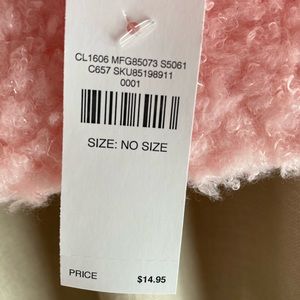 CL1606 MFG85073 S5061
C657 SKU85198911
0001
SIZE: NO SIZE
PRICE $14.95